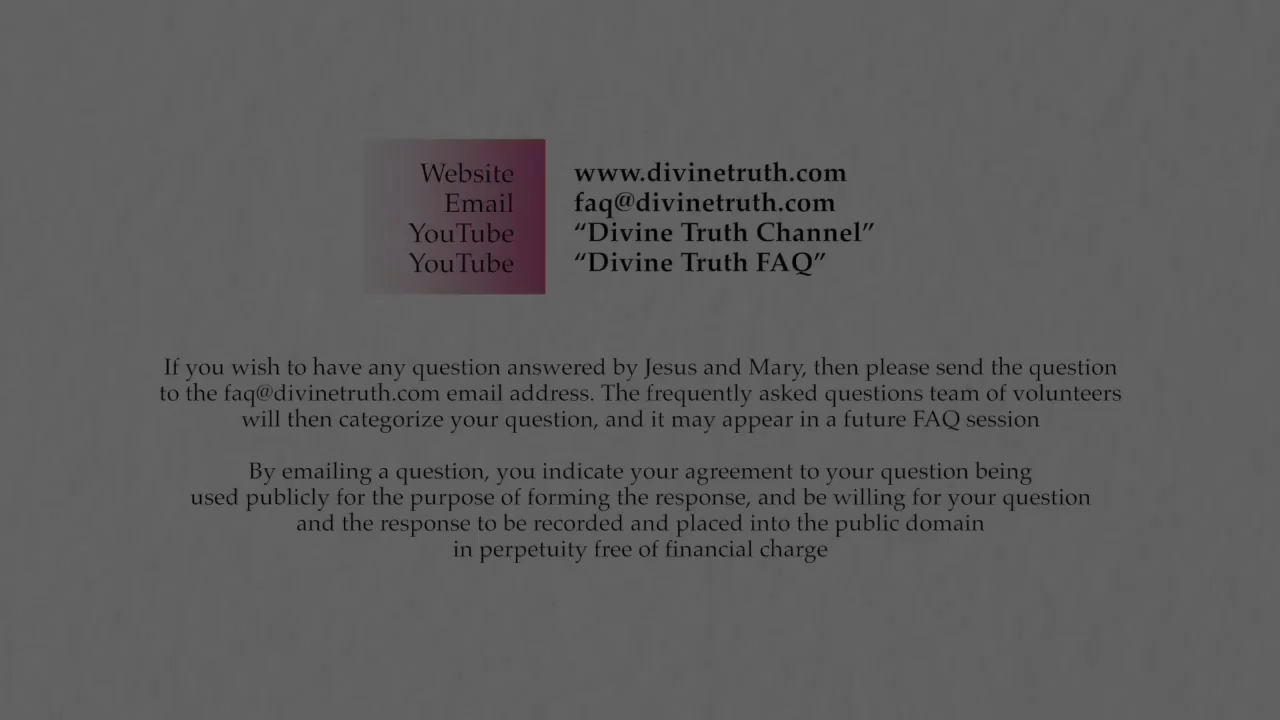 Website www.divinetruth.com
Email faq@divinetruth.com
YouTube “Divine Truth Channel”
YouTube “Divine Truth FAQ”
If you wish to have any question answered by Jesus and Mary, then please send the question
to the faq@divinetruth.com email address. The frequently asked questions team of volunteers
will then categorize your question, and it may appear in a future FAQ session
By emailing a question, you indicate your agreement to your question being
used publicly for the purpose of forming the response, and be willing for your question
and the response to be recorded and placed into the public domain
in perpetuity free of financial charge